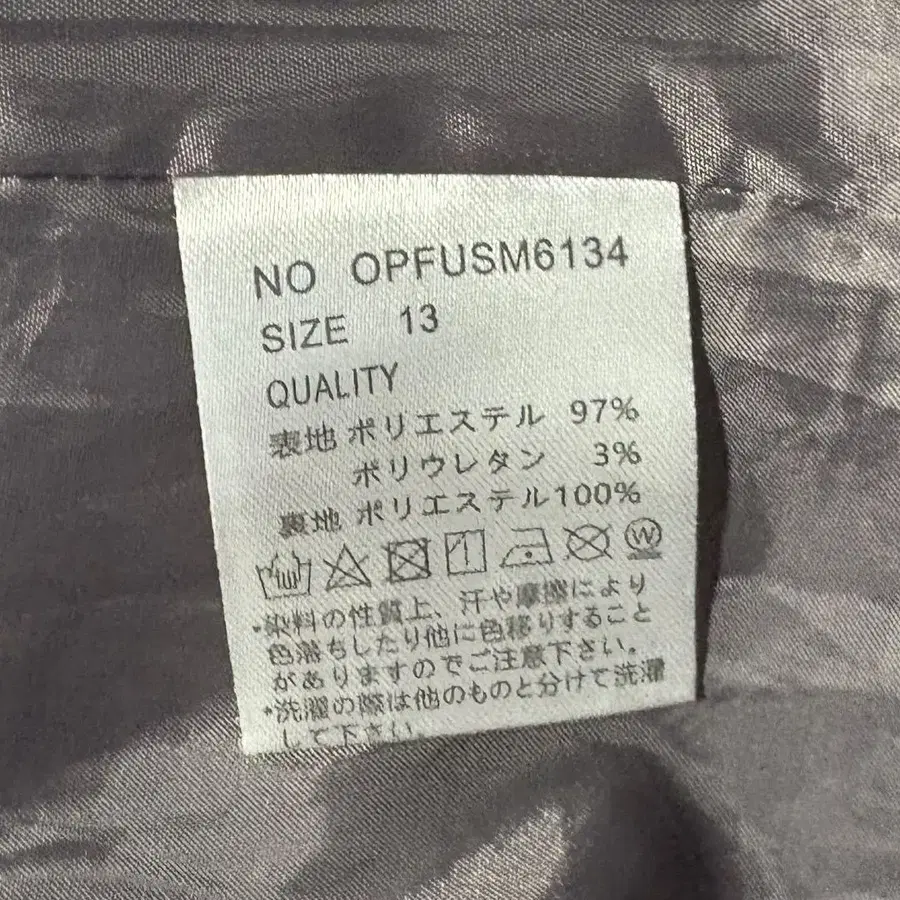 NO OPFUSM6134
SIZE 13
QUALITY
表地 ポリエステル 97%
ポリウレタン 3%
裏地 ポリエステル100%
W
*染料の性質上、汗や摩擦により
色落ちしたり他に色移りすること
がありますのでご注意下さい。
*洗濯の際は他のものと分けて洗濯
して下さい。